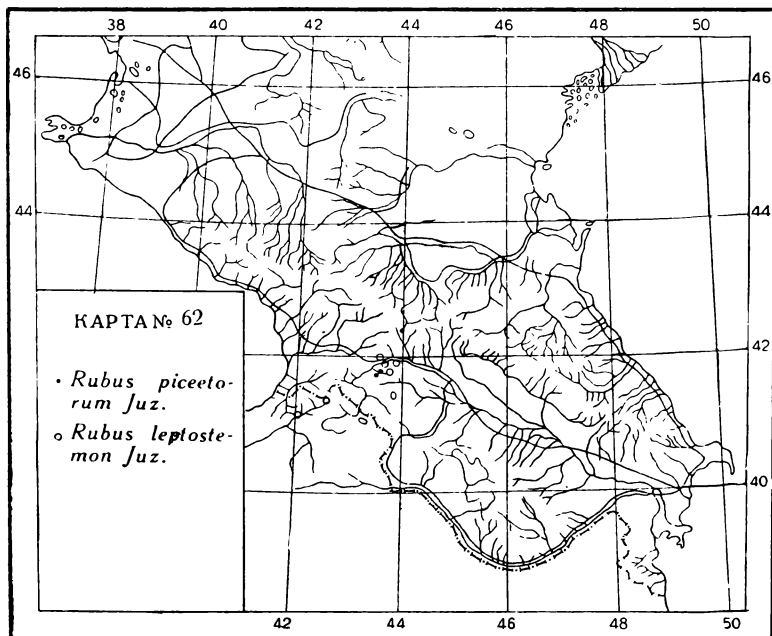 38 40 42 44 46 48 50
46 46
44 44
КАРТА № 62
42
• Rubus piceeto-
rum Juz.
○ Rubus leptoste-
mon Juz.
40
42 44 46 48 50